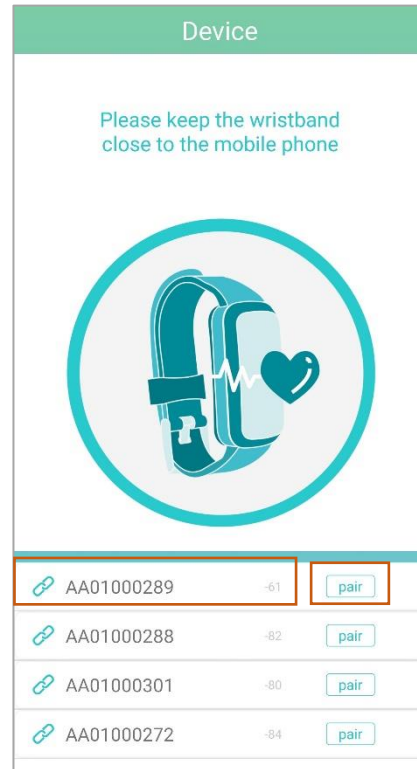 Device
Please keep the wristband
close to the mobile phone
AA01000289 -61 pair
AA01000288 -82 pair
AA01000301 -80 pair
AA01000272 -84 pair